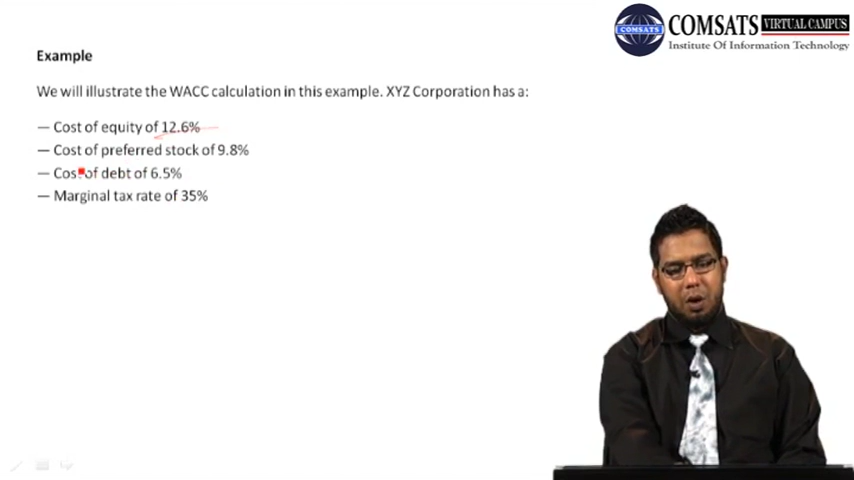 COMSATS VIRTUAL CAMPUS
COMSATS
Institute Of Information Technology
Example
We will illustrate the WACC calculation in this example. XYZ Corporation has a:
— Cost of equity of 12.6%
— Cost of preferred stock of 9.8%
— Cost of debt of 6.5%
— Marginal tax rate of 35%